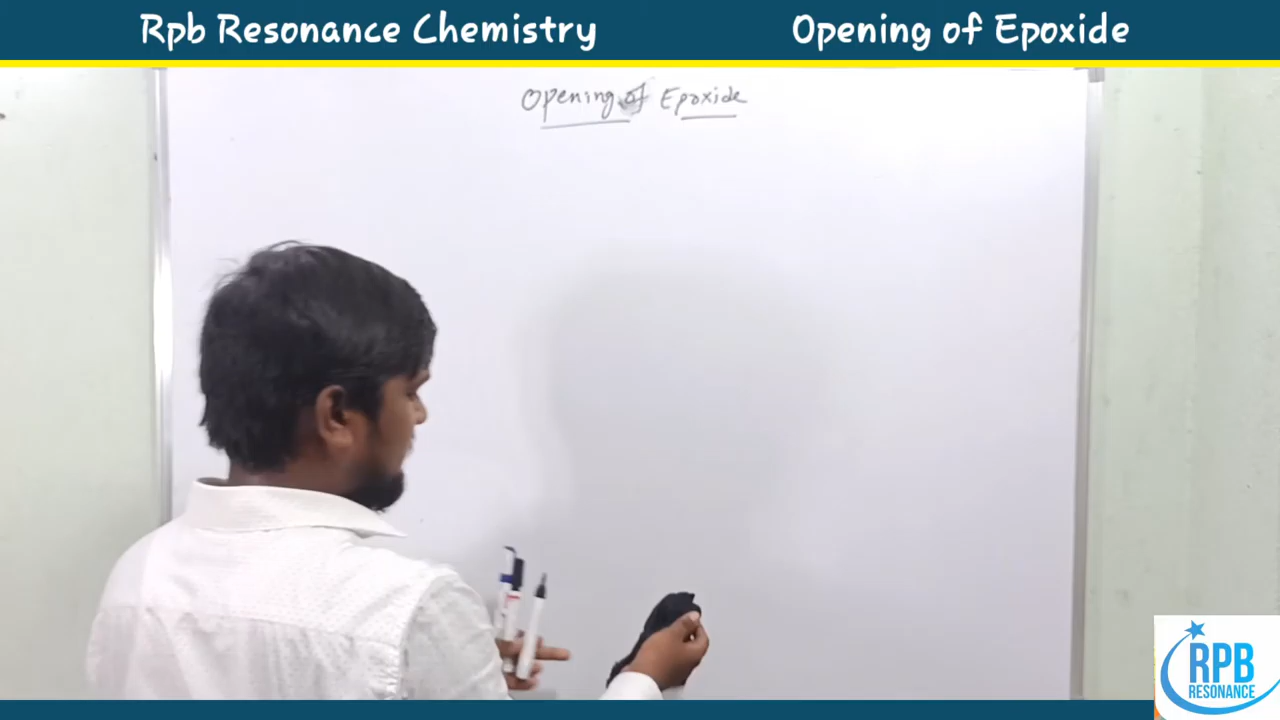 Rpb Resonance Chemistry
Opening of Epoxide
Opening of Epoxide
RPB
RESONANCE